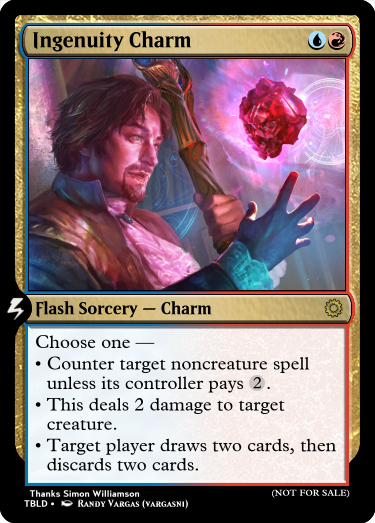 Ingenuity Charm
Flash Sorcery — Charm
Choose one —
• Counter target noncreature spell
unless its controller pays 2.
• This deals 2 damage to target
creature.
• Target player draws two cards, then
discards two cards.
Thanks Simon Williamson
TBLD • Randy Vargas (vargasni)
(NOT FOR SALE)